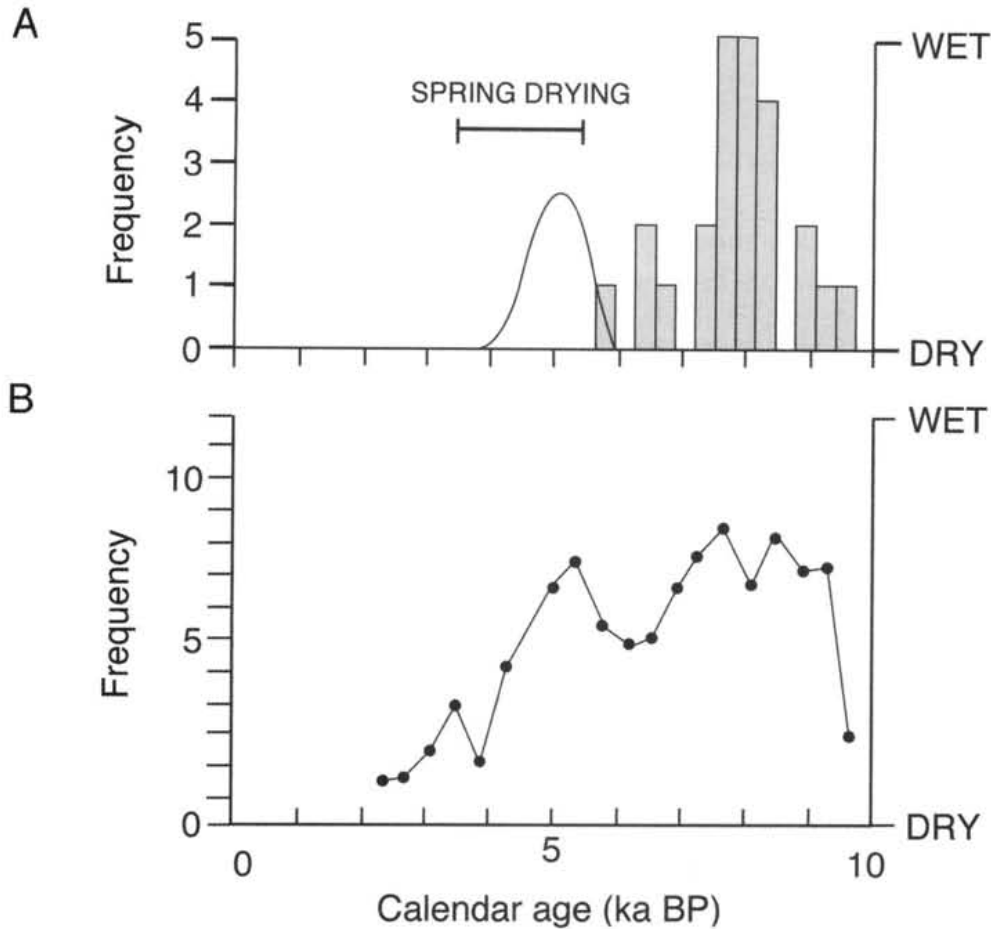 A
Frequency
5
4
3
2
1
0
SPRING DRYING
WET
DRY
B
Frequency
10
5
0
WET
DRY
0
5
10
Calendar age (ka BP)